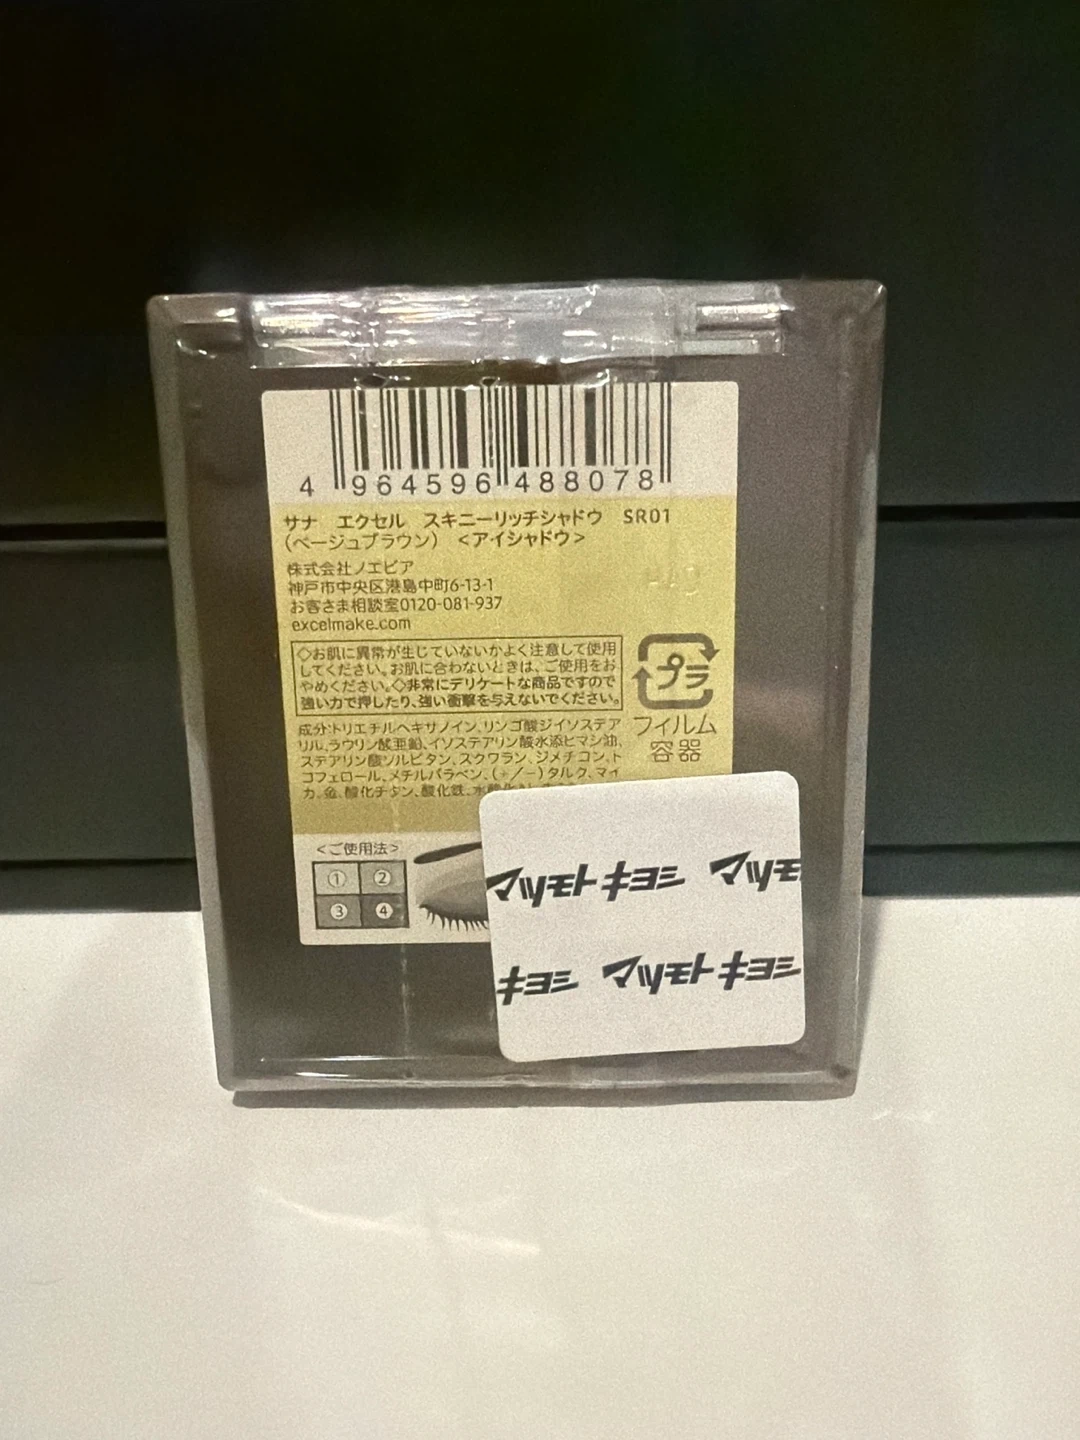 4 964596 488078
サナ エクセル スキニーリッチシャドウ SR01
(ベージュブラウン) <アイシャドウ>
株式会社ノエビア
神戸市中央区港島中町6-13-1
お客さま相談室0120-081-937
excelmake.com
◇お肌に異常が生じていないかよく注意して使用
してください。お肌に合わないときは、ご使用をお
やめください。◇非常にデリケートな商品ですので
強い力で押したり、強い衝撃を与えないでください。
プラ
フィルム
容器
成分:トリエチルヘキサノイン、リンゴ酸ジイソステア
リル、ラウリン酸亜鉛、イソステアリン酸水添ヒマシ油、
ステアリン酸ソルビタン、スクワラン、ジメチコン、ト
コフェロール、メチルパラベン、(+/-)タルク、マイ
カ、金、酸化チタン、酸化鉄、
<ご使用法>
① ②
③ ④
マツモトキヨシ マツモ
キヨシ マツモトキヨシ